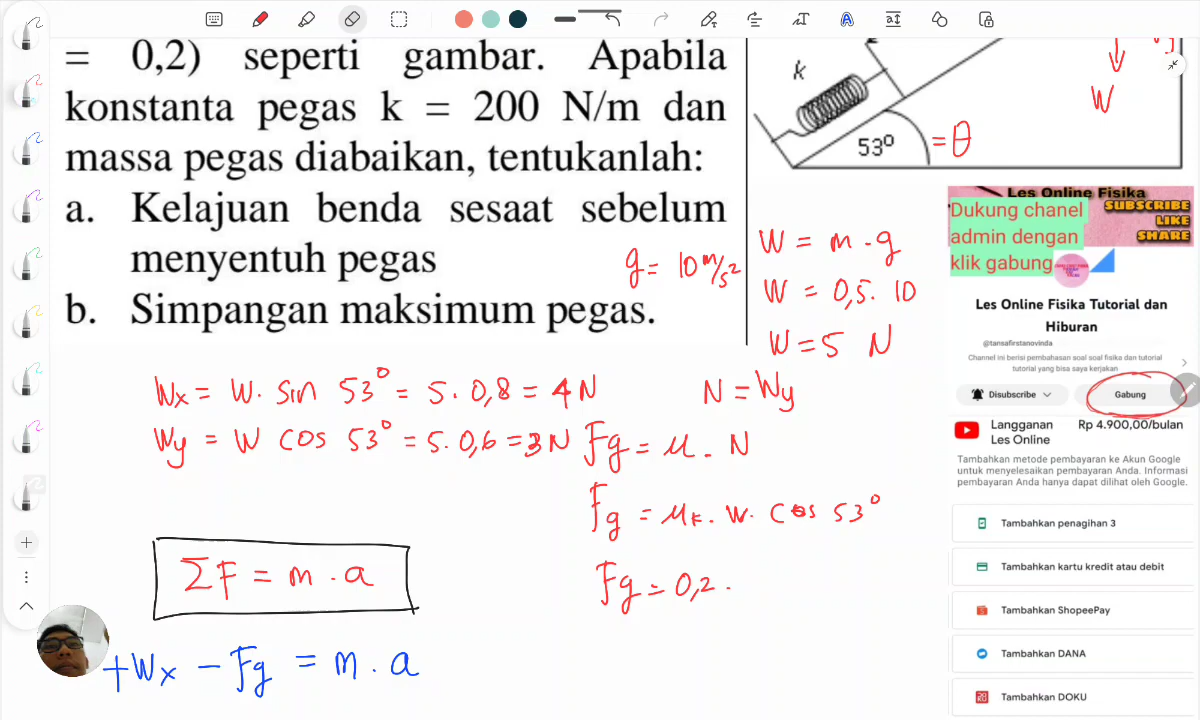 = 0,2) seperti gambar. Apabila
konstanta pegas k = 200 N/m dan
massa pegas diabaikan, tentukanlah:
a. Kelajuan benda sesaat sebelum
menyentuh pegas
b. Simpangan maksimum pegas.
g = 10 m/s²
k
53⁰
= θ
W
W = m . g
W = 0,5 . 10
W = 5 N
Wx = W . Sin 53° = 5 . 0,8 = 4 N
Wy = W cos 53° = 5 . 0,6 = 3 N
N = Wy
Fg = μ . N
Fg = μk . W . cos 53°
Fg = 0,2 .
ΣF = m . a
+Wx – Fg = m . a
Les Online Fisika
SUBSCRIBE
LIKE
SHARE
Dukung chanel
admin dengan
klik gabung
Les Online Fisika Tutorial dan
Hiburan
@tansafirstanovinda
Channel ini berisi pembahasan soal soal fisika dan tutorial
tutorial yang bisa saya kerjakan
Disubscribe
Gabung
Langganan
Les Online
Rp 4.900,00/bulan
Tambahkan metode pembayaran ke Akun Google
untuk menyelesaikan pembayaran Anda. Informasi
pembayaran Anda hanya dapat dilihat oleh Google.
Tambahkan penagihan 3
Tambahkan kartu kredit atau debit
Tambahkan ShopeePay
Tambahkan DANA
Tambahkan DOKU